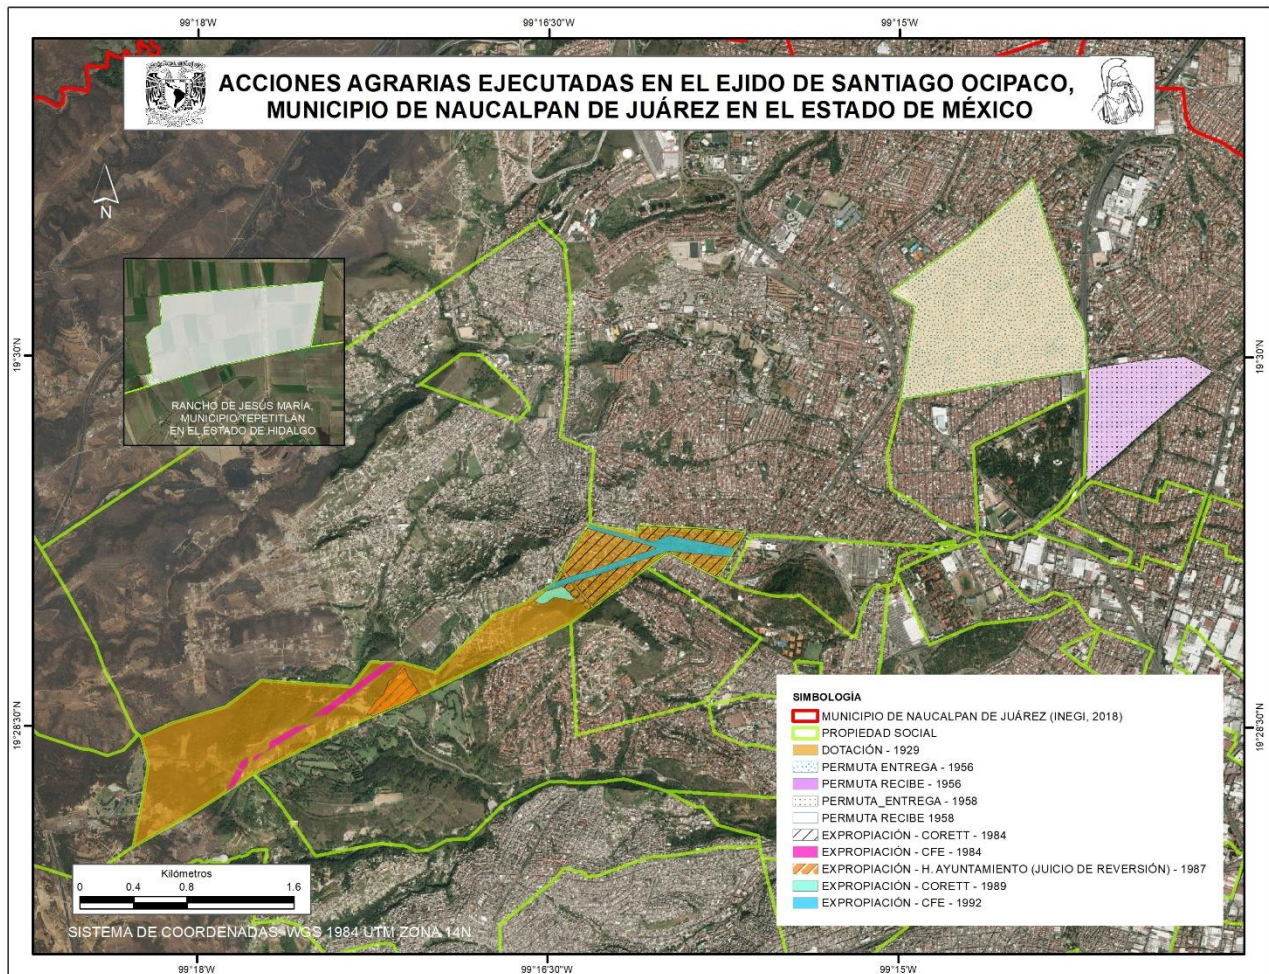 99°18'W
99°16'30"W
99°15'W
ACCIONES AGRARIAS EJECUTADAS EN EL EJIDO DE SANTIAGO OCIPACO,
MUNICIPIO DE NAUCALPAN DE JUÁREZ EN EL ESTADO DE MÉXICO
N
19°30'N
19°30'N
RANCHO DE JESÚS MARÍA,
MUNICIPIO TEPETITLÁN
EN EL ESTADO DE HIDALGO
19°28'30"N
19°28'30"N
SIMBOLOGÍA
MUNICIPIO DE NAUCALPAN DE JUÁREZ (INEGI, 2018)
PROPIEDAD SOCIAL
DOTACIÓN - 1929
PERMUTA ENTREGA - 1956
PERMUTA RECIBE - 1956
PERMUTA_ENTREGA - 1958
PERMUTA RECIBE 1958
EXPROPIACIÓN - CORETT - 1984
EXPROPIACIÓN - CFE - 1984
EXPROPIACIÓN - H. AYUNTAMIENTO (JUICIO DE REVERSIÓN) - 1987
EXPROPIACIÓN - CORETT - 1989
EXPROPIACIÓN - CFE - 1992
Kilómetros
0 0.4 0.8 1.6
SISTEMA DE COORDENADAS-WGS 1984 UTM ZONA 14N
99°18'W
99°16'30"W
99°15'W